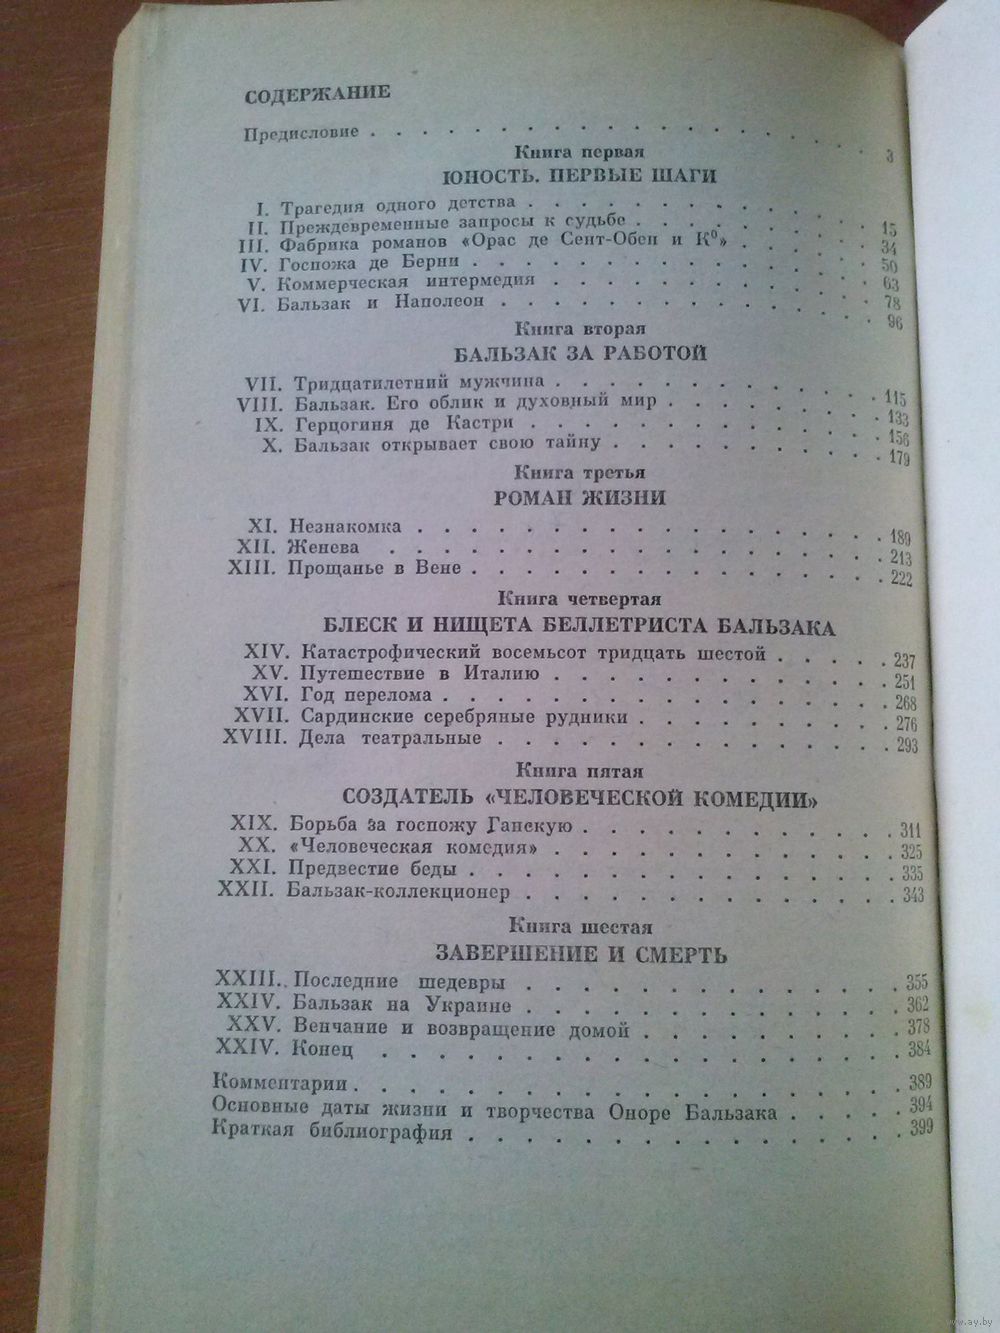 СОДЕРЖАНИЕ
Предисловие . . . . . . . . . . . . . . . . . . 3
Книга первая
ЮНОСТЬ. ПЕРВЫЕ ШАГИ
I. Трагедия одного детства . . . . . . . . . . . . 15
II. Преждевременные запросы к судьбе . . . . . . . . 34
III. Фабрика романов «Орас де Сент-Обен и К⁰» . . . . . 50
IV. Госпожа де Берни . . . . . . . . . . . . . . 63
V. Коммерческая интермедия . . . . . . . . . . . . 78
VI. Бальзак и Наполеон . . . . . . . . . . . . . . 96
Книга вторая
БАЛЬЗАК ЗА РАБОТОЙ
VII. Тридцатилетний мужчина . . . . . . . . . . . . 115
VIII. Бальзак. Его облик и духовный мир . . . . . . . . 133
IX. Герцогиня де Кастри . . . . . . . . . . . . . 156
X. Бальзак открывает свою тайну . . . . . . . . . . 179
Книга третья
РОМАН ЖИЗНИ
XI. Незнакомка . . . . . . . . . . . . . . . . . 189
XII. Женева . . . . . . . . . . . . . . . . . . 213
XIII. Прощанье в Вене . . . . . . . . . . . . . . . 222
Книга четвертая
БЛЕСК И НИЩЕТА БЕЛЛЕТРИСТА БАЛЬЗАКА
XIV. Катастрофический восемьсот тридцать шестой . . . . . 237
XV. Путешествие в Италию . . . . . . . . . . . . . 251
XVI. Год перелома . . . . . . . . . . . . . . . . 268
XVII. Сардинские серебряные рудники . . . . . . . . . . 276
XVIII. Дела театральные . . . . . . . . . . . . . . . 293
Книга пятая
СОЗДАТЕЛЬ «ЧЕЛОВЕЧЕСКОЙ КОМЕДИИ»
XIX. Борьба за госпожу Ганскую . . . . . . . . . . . . 311
XX. «Человеческая комедия» . . . . . . . . . . . . . 325
XXI. Предвестие беды . . . . . . . . . . . . . . . . 335
XXII. Бальзак-коллекционер . . . . . . . . . . . . . . 343
Книга шестая
ЗАВЕРШЕНИЕ И СМЕРТЬ
XXIII. Последние шедевры . . . . . . . . . . . . . . 355
XXIV. Бальзак на Украине . . . . . . . . . . . . . . 362
XXV. Венчание и возвращение домой . . . . . . . . . . 378
XXIV. Конец . . . . . . . . . . . . . . . . . . . 384
Комментарии . . . . . . . . . . . . . . . . . . . 389
Основные даты жизни и творчества Оноре Бальзака . . . . . 394
Краткая библиография . . . . . . . . . . . . . . . . 399
www.ay.by